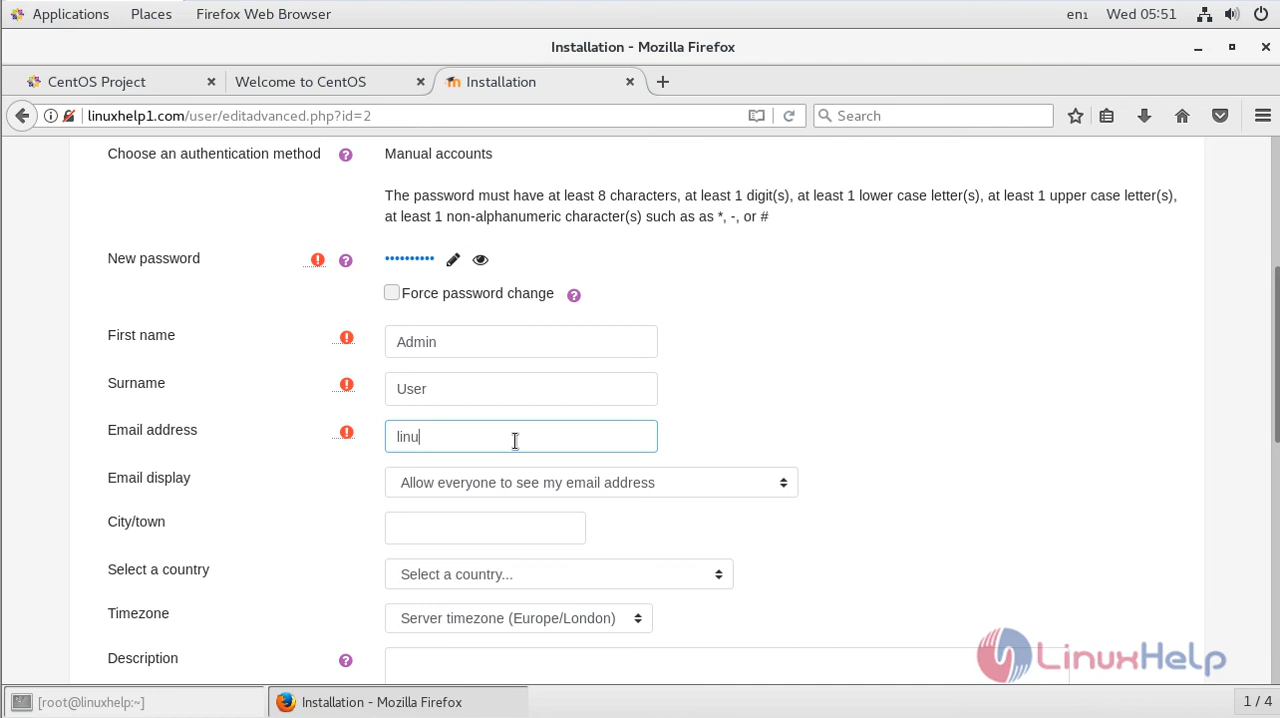 Applications Places Firefox Web Browser en1 Wed 05:51
Installation - Mozilla Firefox
CentOS Project Welcome to CentOS Installation
linuxhelp1.com/user/editadvanced.php?id=2 Search
Choose an authentication method Manual accounts
The password must have at least 8 characters, at least 1 digit(s), at least 1 lower case letter(s), at least 1 upper case letter(s),
at least 1 non-alphanumeric character(s) such as as *, -, or #
New password ••••••••••
Force password change
First name Admin
Surname User
Email address linu
Email display Allow everyone to see my email address
City/town
Select a country Select a country...
Timezone Server timezone (Europe/London)
Description
LinuxHelp
[root@linuxhelp:~] Installation - Mozilla Firefox 1 / 4